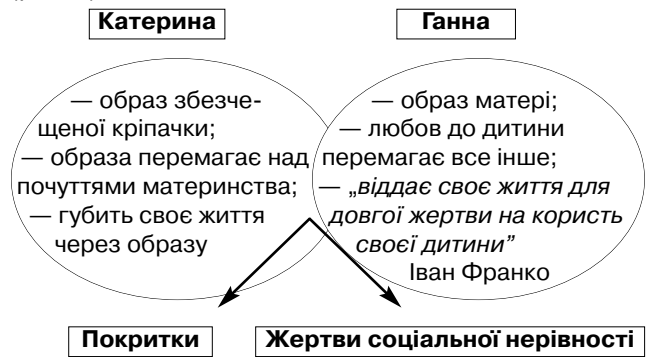 Катерина
Ганна
— образ збезче-
щеної кріпачки;
— образа перемагає над
почуттями материнства;
— губить своє життя
через образу
— образ матері;
— любов до дитини
перемагає все інше;
— „віддає своє життя для
довгої жертви на користь
своєї дитини”
Іван Франко
Покритки
Жертви соціальної нерівності